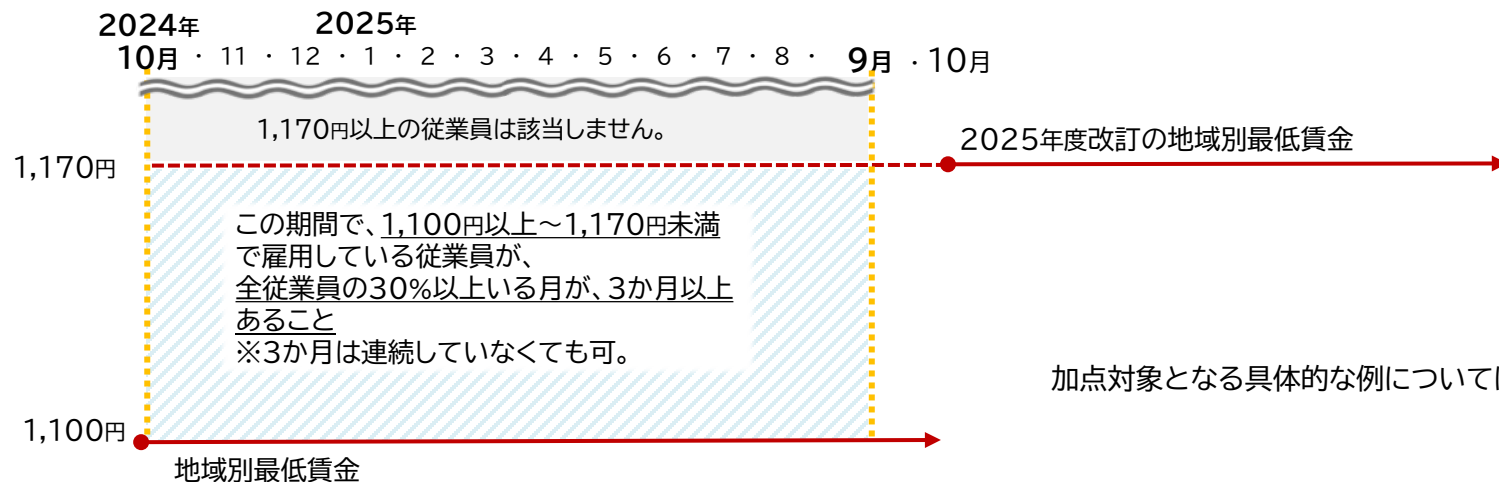 2024年 2025年
10月 ・ 11 ・ 12 ・ 1 ・ 2 ・ 3 ・ 4 ・ 5 ・ 6 ・ 7 ・ 8 ・ 9月 ・10月
1,170円以上の従業員は該当しません。
2025年度改訂の地域別最低賃金
1,170円
この期間で、1,100円以上～1,170円未満
で雇用している従業員が、
全従業員の30%以上いる月が、3か月以上
あること
※3か月は連続していなくても可。
加点対象となる具体的な例について
1,100円
地域別最低賃金